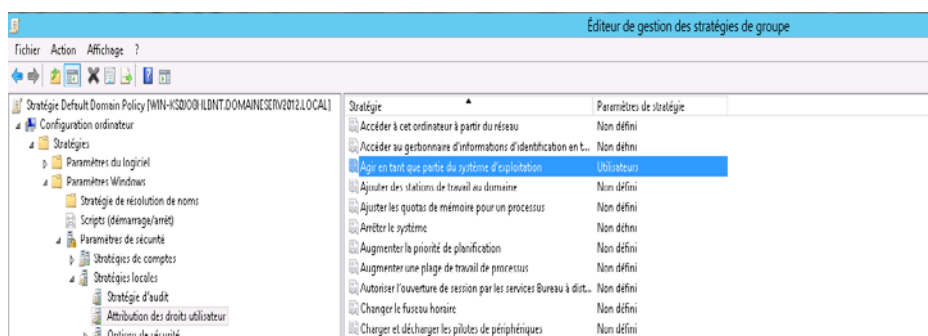 Éditeur de gestion des stratégies de groupe
Fichier Action Affichage ?
Stratégie Default Domain Policy [WIN-KS0JO0HLBNT.DOMAINESERV2012.LOCAL]
Configuration ordinateur
Stratégies
Paramètres du logiciel
Paramètres Windows
Stratégie de résolution de noms
Scripts (démarrage/arrêt)
Paramètres de sécurité
Stratégies de comptes
Stratégies locales
Stratégie d'audit
Attribution des droits utilisateur
Options de sécurité
Stratégie Paramètres de stratégie
Accéder à cet ordinateur à partir du réseau Non défini
Accéder au gestionnaire d'informations d'identification en t... Non défini
Agir en tant que partie du système d'exploitation Utilisateurs
Ajouter des stations de travail au domaine Non défini
Ajuster les quotas de mémoire pour un processus Non défini
Arrêter le système Non défini
Augmenter la priorité de planification Non défini
Augmenter une plage de travail de processus Non défini
Autoriser l'ouverture de session par les services Bureau à dist... Non défini
Changer le fuseau horaire Non défini
Charger et décharger les pilotes de périphériques Non défini